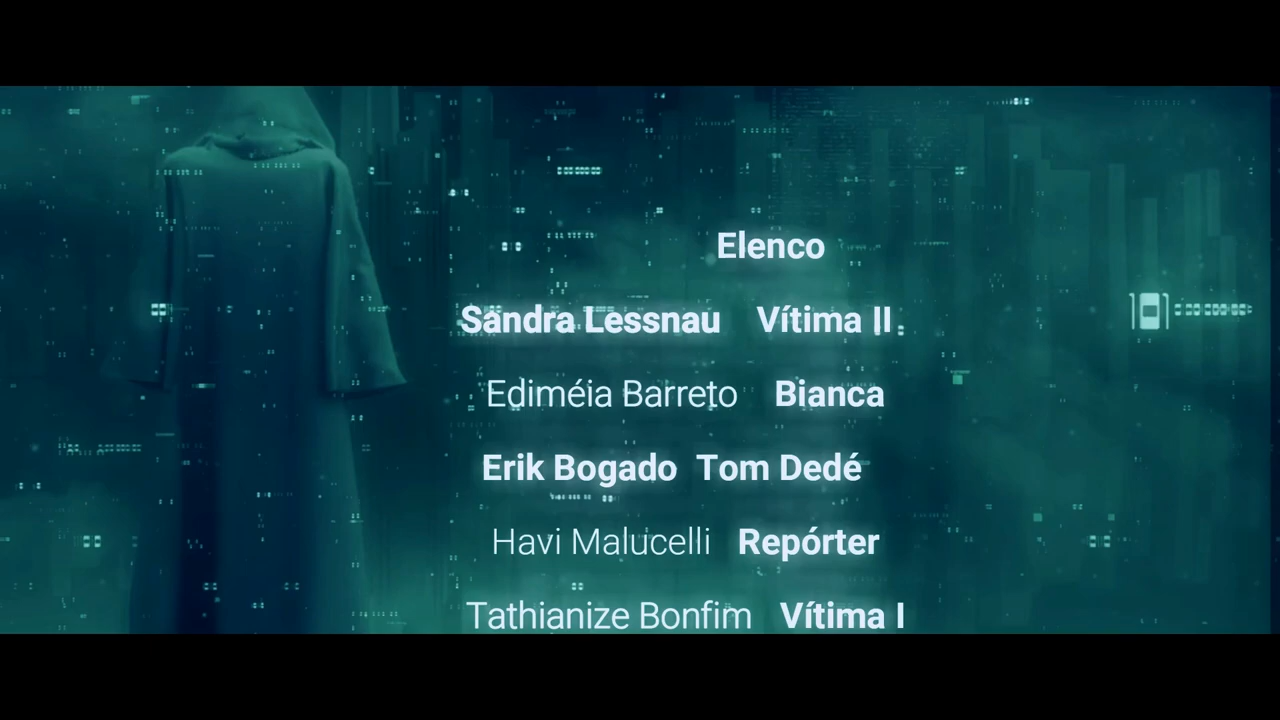 Elenco
Sandra Lessnau Vítima II
Ediméia Barreto Bianca
Erik Bogado Tom Dedé
Havi Malucelli Repórter
Tathianize Bonfim Vítima I